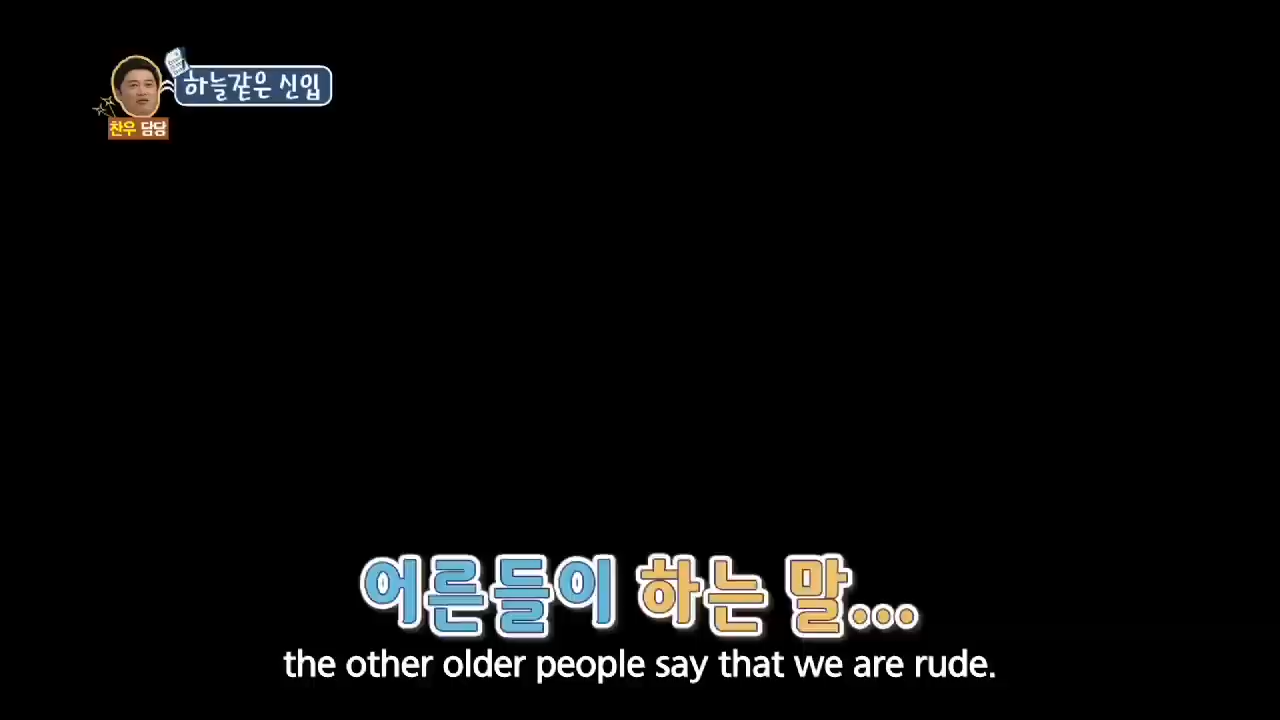 하늘같은 신입
찬우 담당
어른들이 하는 말...
the other older people say that we are rude.